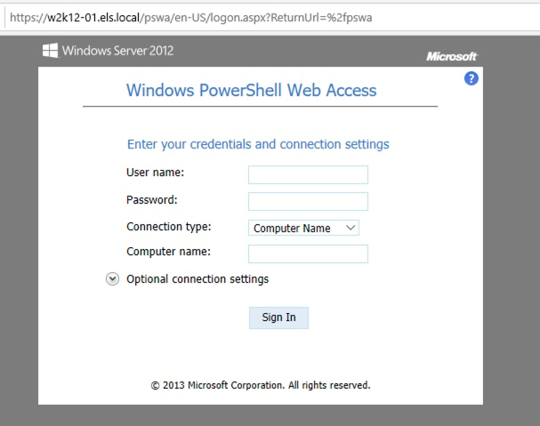 https://w2k12-01.els.local/pswa/en-US/logon.aspx?ReturnUrl=%2fpswa
Windows Server 2012
Microsoft
?
Windows PowerShell Web Access
Enter your credentials and connection settings
User name:
Password:
Connection type: Computer Name
Computer name:
Optional connection settings
Sign In
© 2013 Microsoft Corporation. All rights reserved.